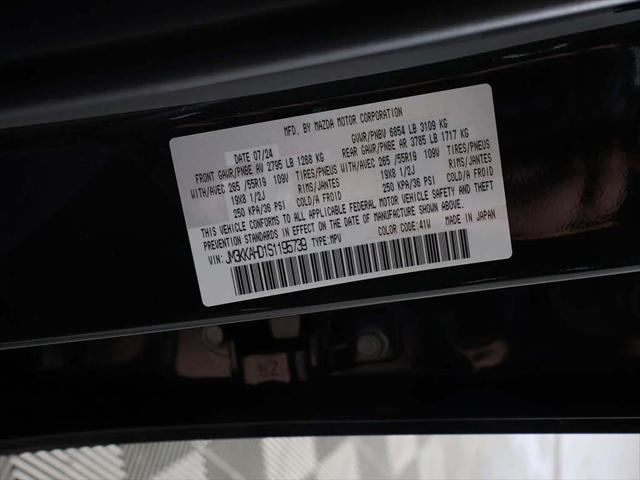 MFD. BY MAZDA MOTOR CORPORATION
DATE 07/24 GVWR/PNBV 6854 LB 3109 KG
FRONT GAWR/PNBE AV 2795 LB 1268 KG REAR GAWR/PNBE AR 3785 LB 1717 KG
WITH/AVEC 265 /55R19 109V TIRES/PNEUS WITH/AVEC 265 /55R19 109V TIRES/PNEUS
19X8 1/2J RIMS/JANTES 19X8 1/2J RIMS/JANTES
250 KPA/36 PSI COLD/A FROID 250 KPA/36 PSI COLD/A FROID
THIS VEHICLE CONFORMS TO ALL APPLICABLE FEDERAL MOTOR VEHICLE SAFETY AND THEFT
PREVENTION STANDARDS IN EFFECT ON THE DATE OF MANUFACTURE SHOWN ABOVE.
VIN: JM3KKAHD1S1195739 TYPE:MPV COLOR CODE:41W MADE IN JAPAN